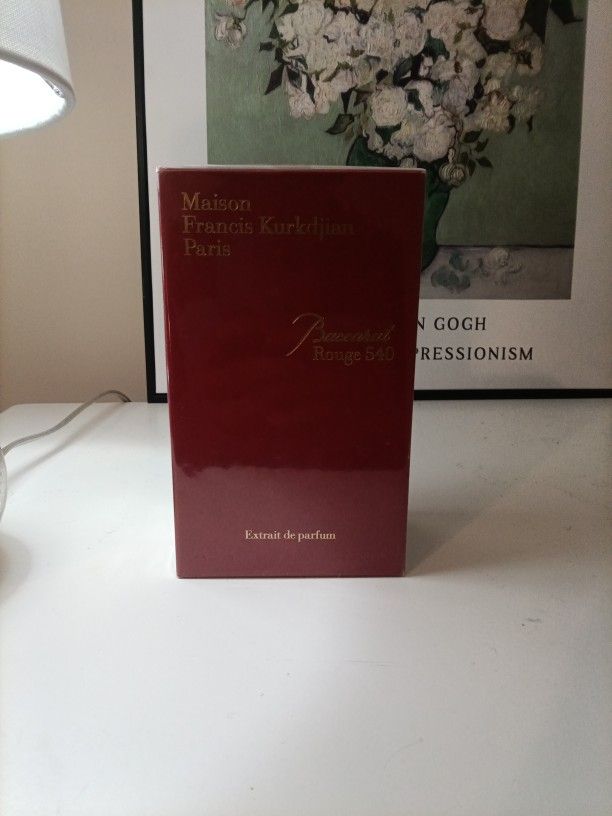 Maison
Francis Kurkdjian
Paris
Baccarat
Rouge 540
Extrait de parfum
N GOGH
PRESSIONISM